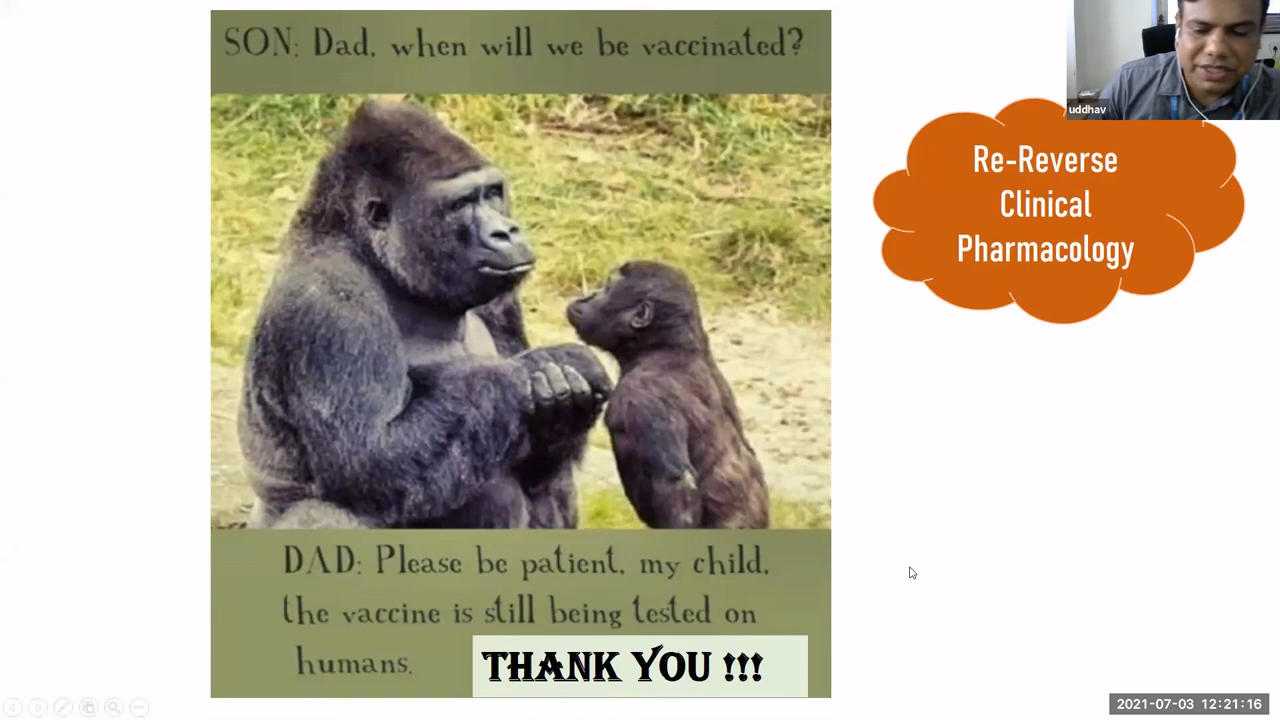 SON: Dad, when will we be vaccinated?
uddhav
Re-Reverse
Clinical
Pharmacology
DAD: Please be patient, my child,
the vaccine is still being tested on
humans.
THANK YOU !!!
2021-07-03 12:21:16